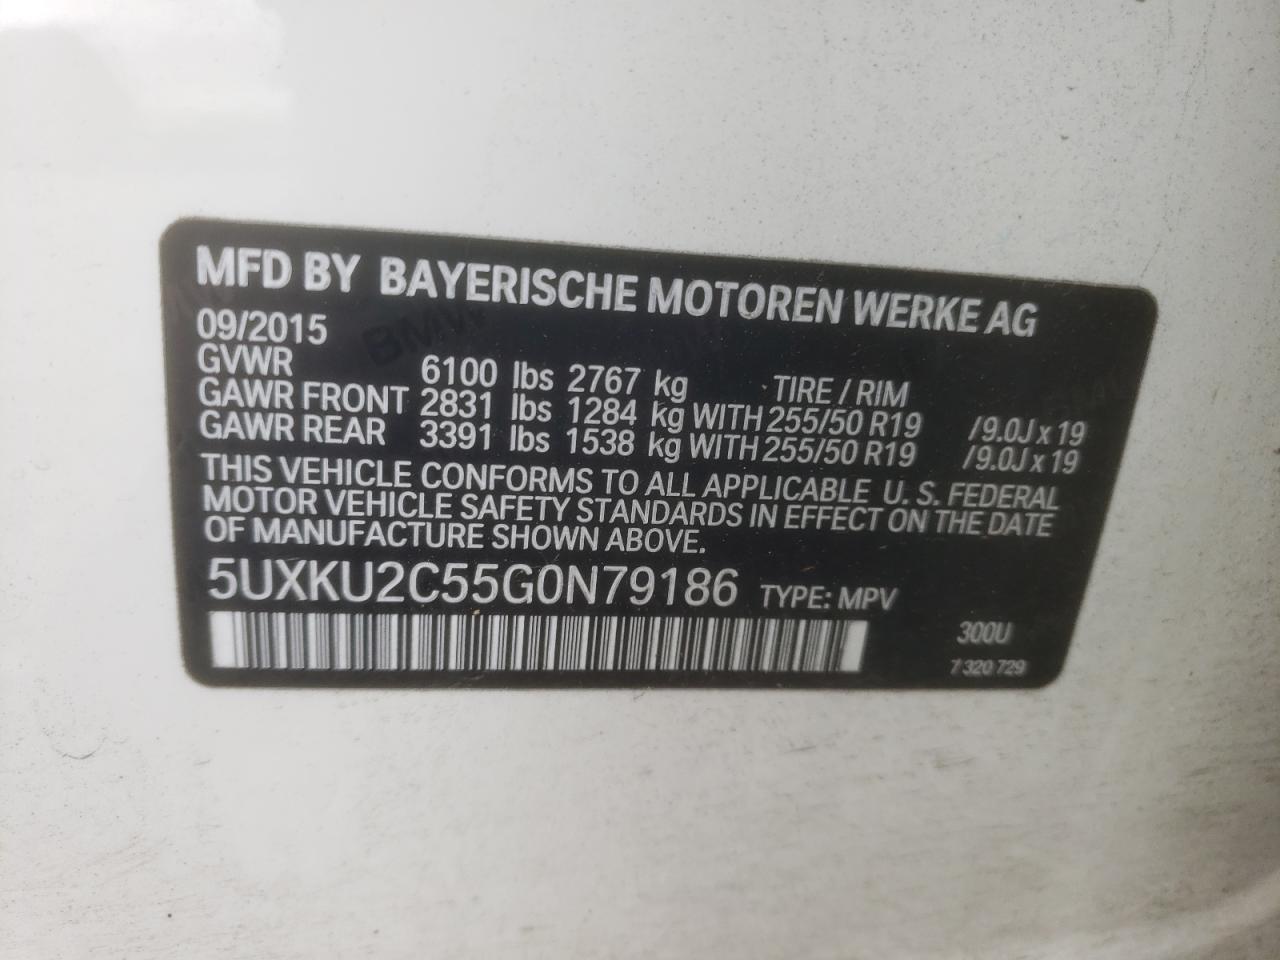 MFD BY BAYERISCHE MOTOREN WERKE AG
09/2015
GVWR 6100 lbs 2767 kg TIRE / RIM
GAWR FRONT 2831 lbs 1284 kg WITH 255/50 R19 /9.0J x 19
GAWR REAR 3391 lbs 1538 kg WITH 255/50 R19 /9.0J x 19
THIS VEHICLE CONFORMS TO ALL APPLICABLE U. S. FEDERAL
MOTOR VEHICLE SAFETY STANDARDS IN EFFECT ON THE DATE
OF MANUFACTURE SHOWN ABOVE.
5UXKU2C55G0N79186 TYPE: MPV
300U
7 320 729